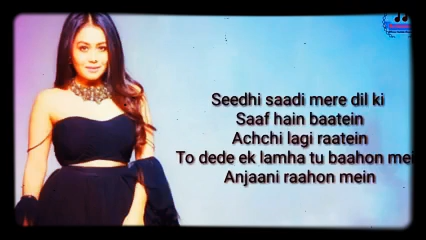 Seedhi saadi mere dil ki
Saaf hain baatein
Achchi lagi raatein
To dede ek lamha tu baahon mei
Anjaani raahon mein